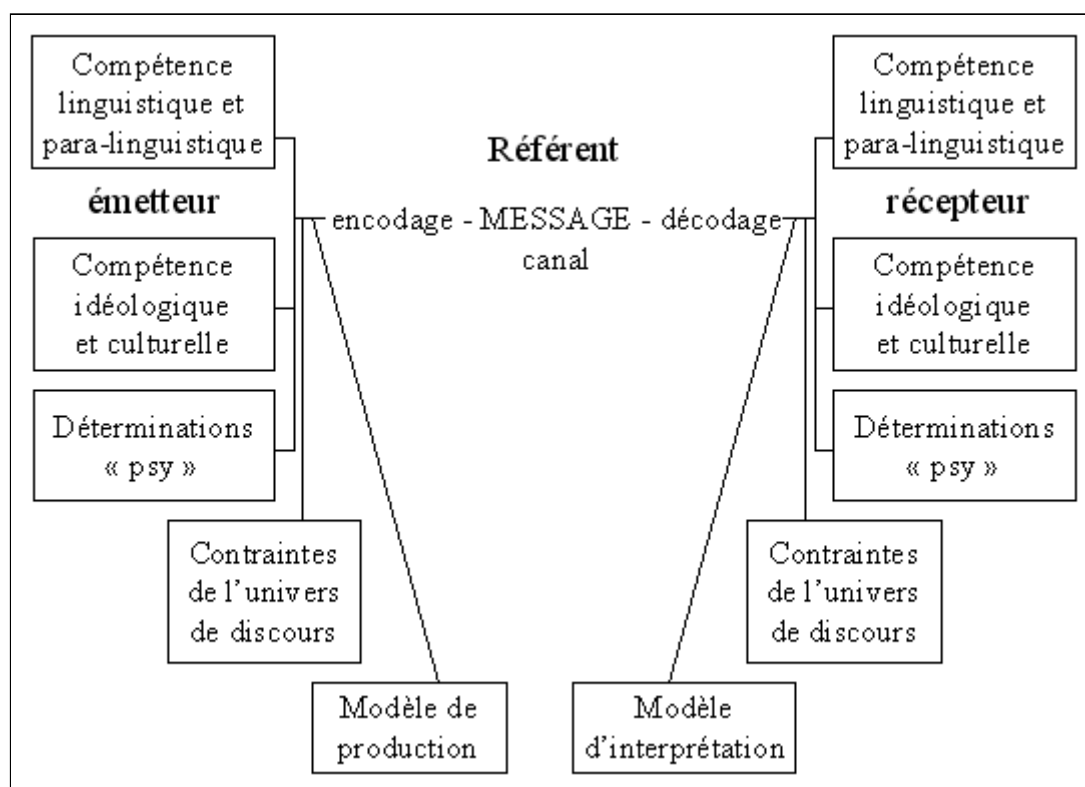 Compétence
linguistique et
para-linguistique
émetteur
Compétence
idéologique
et culturelle
Déterminations
« psy »
Contraintes
de l’univers
de discours
Modèle de
production
Référent
encodage - MESSAGE - décodage
canal
Compétence
linguistique et
para-linguistique
récepteur
Compétence
idéologique
et culturelle
Déterminations
« psy »
Contraintes
de l’univers
de discours
Modèle
d’interprétation